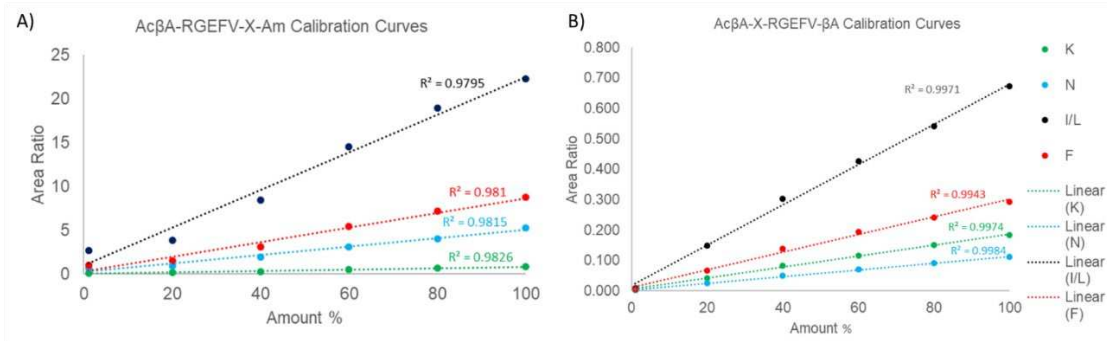 A)
AcβA-RGEFV-X-Am Calibration Curves
25
20
15
10
5
0
Area Ratio
R² = 0.9795
R² = 0.981
R² = 0.9815
R² = 0.9826
0
20
40
60
80
100
Amount %
B)
AcβA-X-RGEFV-βA Calibration Curves
0.800
0.700
0.600
0.500
0.400
0.300
0.200
0.100
0.000
Area Ratio
R² = 0.9971
R² = 0.9943
R² = 0.9974
R² = 0.9984
0
20
40
60
80
100
Amount %
K
N
I/L
F
Linear
(K)
Linear
(N)
Linear
(I/L)
Linear
(F)